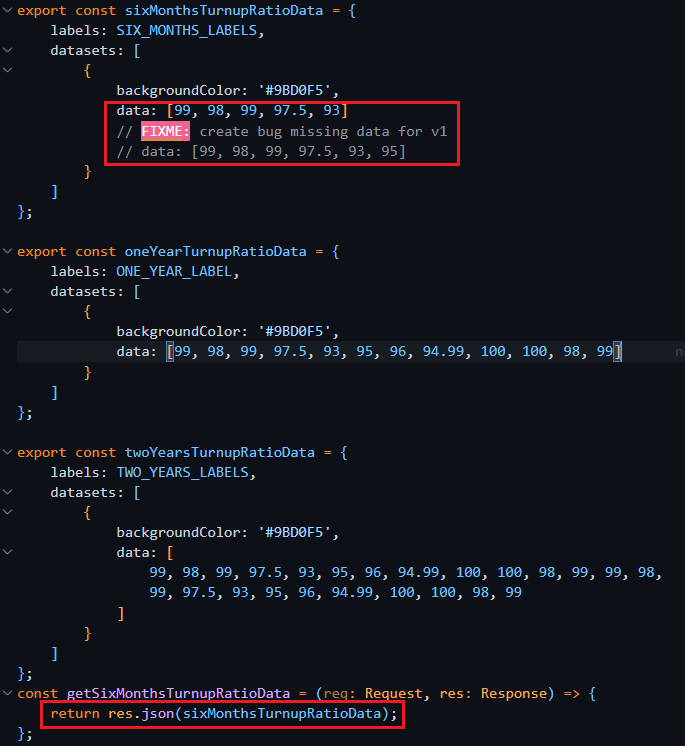 export const sixMonthsTurnupRatioData = {
    labels: SIX_MONTHS_LABELS,
    datasets: [
        {
            backgroundColor: '#9BD0F5',
            data: [99, 98, 99, 97.5, 93]
            // FIXME: create bug missing data for v1
            // data: [99, 98, 99, 97.5, 93, 95]
        }
    ]
};
export const oneYearTurnupRatioData = {
    labels: ONE_YEAR_LABEL,
    datasets: [
        {
            backgroundColor: '#9BD0F5',
            data: [99, 98, 99, 97.5, 93, 95, 96, 94.99, 100, 100, 98, 99]
        }
    ]
};
export const twoYearsTurnupRatioData = {
    labels: TWO_YEARS_LABELS,
    datasets: [
        {
            backgroundColor: '#9BD0F5',
            data: [
                99, 98, 99, 97.5, 93, 95, 96, 94.99, 100, 100, 98, 99, 99, 98,
                99, 97.5, 93, 95, 96, 94.99, 100, 100, 98, 99
            ]
        }
    ]
};
const getSixMonthsTurnupRatioData = (req: Request, res: Response) => {
    return res.json(sixMonthsTurnupRatioData);
};